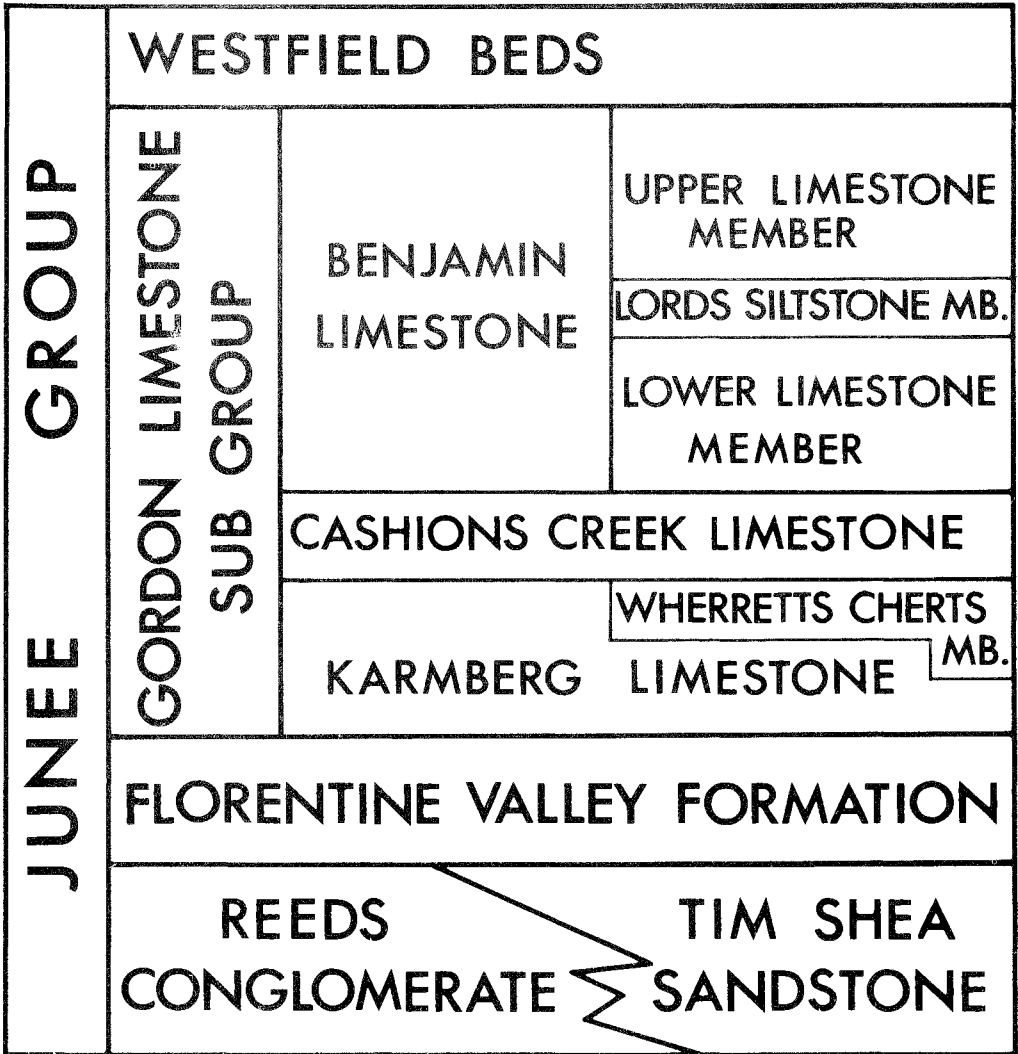 JUNEE GROUP
WESTFIELD BEDS
GORDON LIMESTONE
SUB GROUP
BENJAMIN
LIMESTONE
UPPER LIMESTONE
MEMBER
LORDS SILTSTONE MB.
LOWER LIMESTONE
MEMBER
CASHIONS CREEK LIMESTONE
WHERRETTS CHERTS
MB.
KARMBERG LIMESTONE
FLORENTINE VALLEY FORMATION
REEDS
CONGLOMERATE
TIM SHEA
SANDSTONE